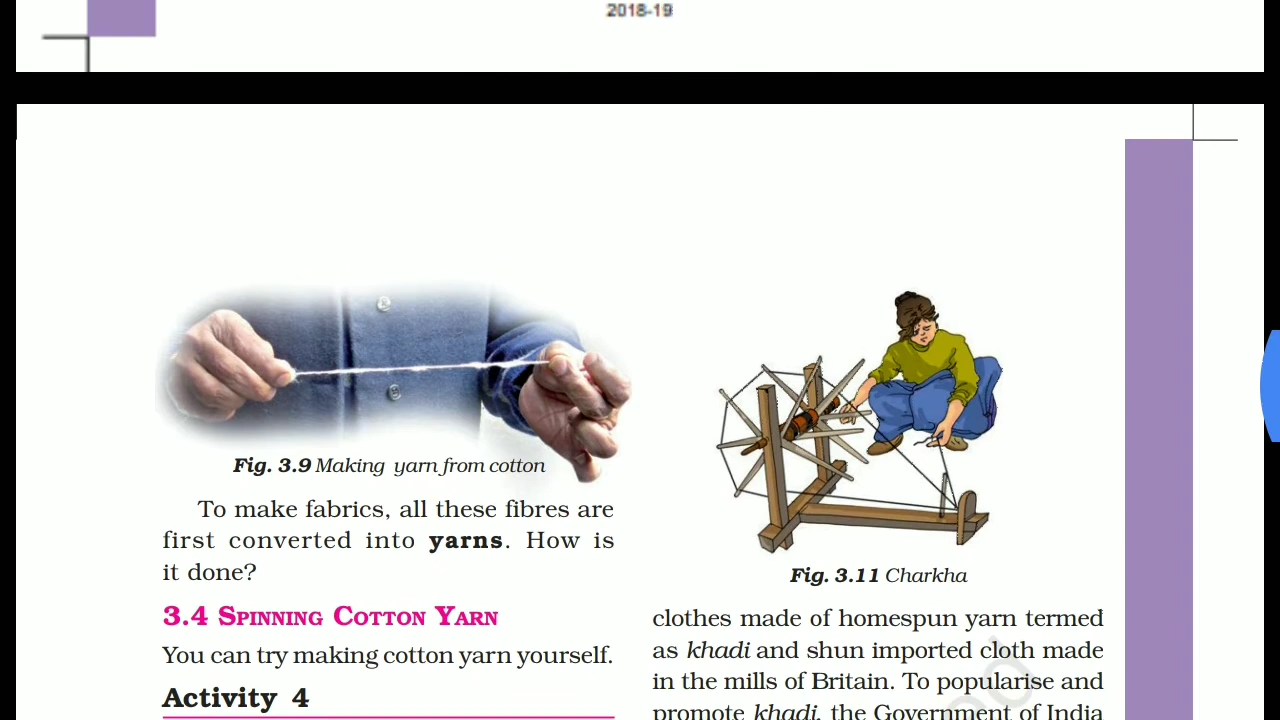 2018-19
Fig. 3.9 Making yarn from cotton
To make fabrics, all these fibres are
first converted into yarns. How is
it done?
3.4 SPINNING COTTON YARN
You can try making cotton yarn yourself.
Activity 4
Fig. 3.11 Charkha
clothes made of homespun yarn termed
as khadi and shun imported cloth made
in the mills of Britain. To popularise and
promote khadi, the Government of India